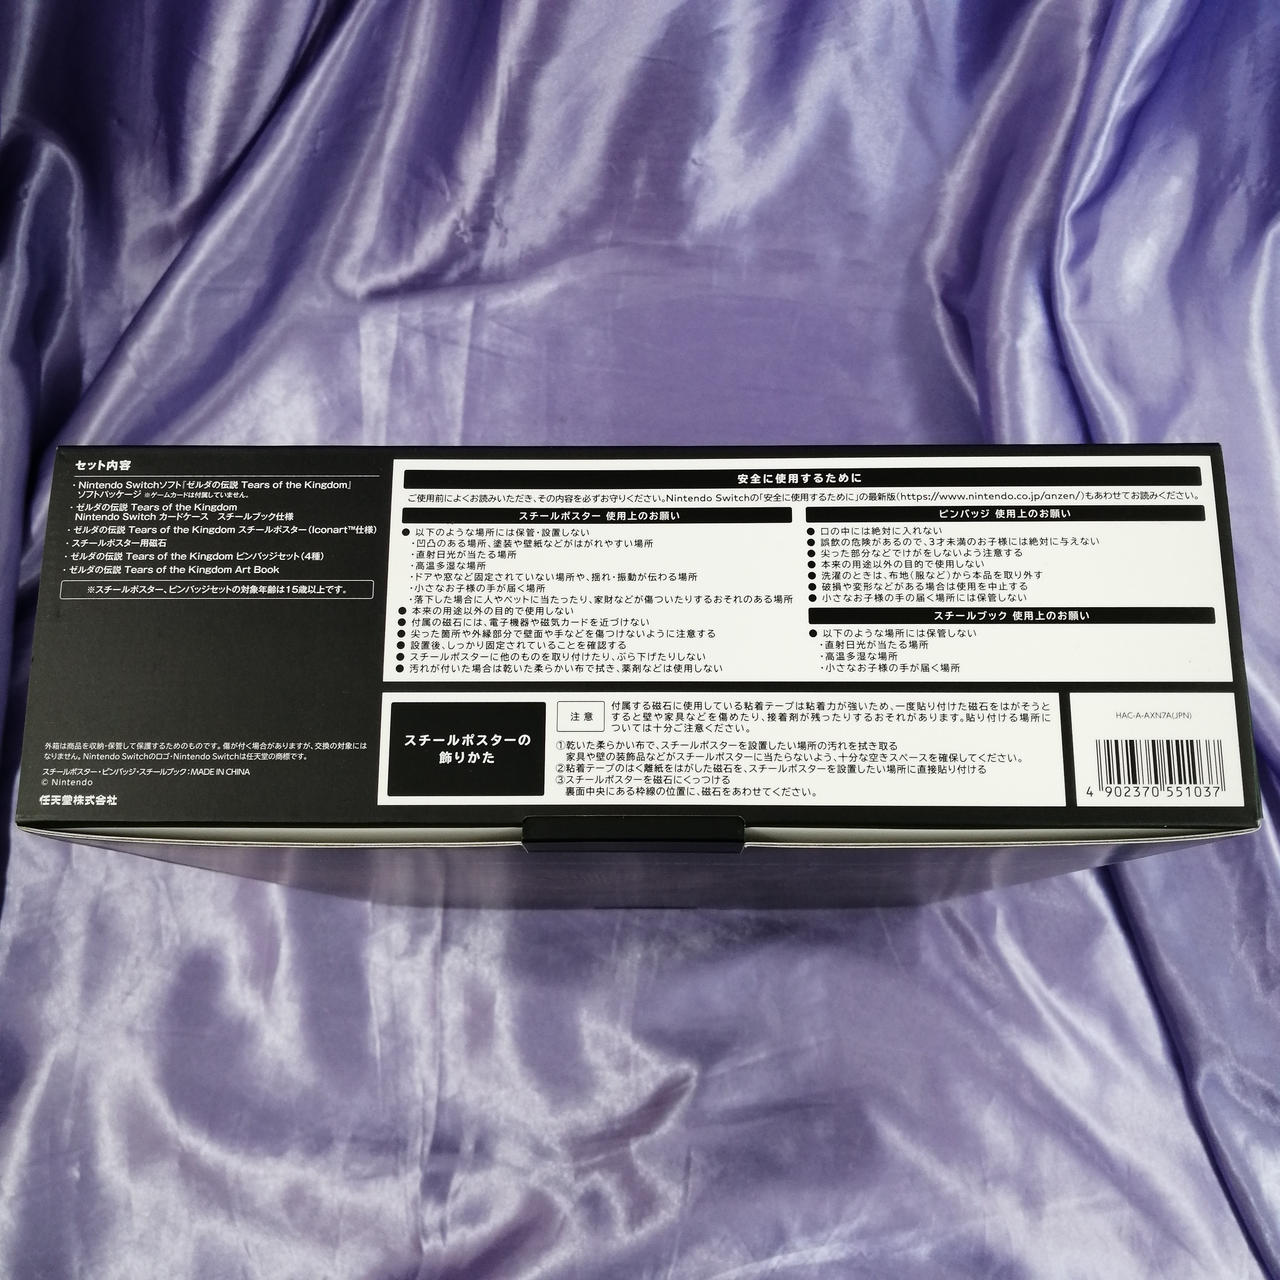 セット内容
・Nintendo Switchソフト『ゼルダの伝説 Tears of the Kingdom』
ソフトパッケージ ※ゲームカードは付属していません。
・ゼルダの伝説 Tears of the Kingdom
Nintendo Switch カードケース スチールブック仕様
・ゼルダの伝説 Tears of the Kingdom スチールポスター(Iconart™仕様)
・スチールポスター用磁石
・ゼルダの伝説 Tears of the Kingdom ピンバッジセット(4種)
・ゼルダの伝説 Tears of the Kingdom Art Book
※スチールポスター、ピンバッジセットの対象年齢は15歳以上です。
外箱は商品を収納・保管して保護するためのものです。傷が付く場合がありますが、交換の対象には
なりません。Nintendo Switchのロゴ・Nintendo Switchは任天堂の商標です。
スチールポスター・ピンバッジ・スチールブック:MADE IN CHINA
© Nintendo
任天堂株式会社
安全に使用するために
ご使用前によくお読みいただき、その内容を必ずお守りください。Nintendo Switchの「安全に使用するために」の最新版(https://www.nintendo.co.jp/anzen/)もあわせてお読みください。
スチールポスター 使用上のお願い
● 以下のような場所には保管・設置しない
・凹凸のある場所、塗装や壁紙などがはがれやすい場所
・直射日光が当たる場所
・高温多湿な場所
・ドアや窓など固定されていない場所や、揺れ・振動が伝わる場所
・小さなお子様の手が届く場所
・落下した場合に人やペットに当たったり、家財などが傷ついたりするおそれのある場所
● 本来の用途以外の目的で使用しない
● 付属の磁石には、電子機器や磁気カードを近づけない
● 尖った箇所や外縁部分で壁面や手などを傷つけないように注意する
● 設置後、しっかり固定されていることを確認する
● スチールポスターに他のものを取り付けたり、ぶら下げたりしない
● 汚れが付いた場合は乾いた柔らかい布で拭き、薬剤などは使用しない
ピンバッジ 使用上のお願い
● 口の中には絶対に入れない
● 誤飲の危険があるので、3才未満のお子様には絶対に与えない
● 尖った部分などでけがをしないよう注意する
● 本来の用途以外の目的で使用しない
● 洗濯のときは、布地(服など)から本品を取り外す
● 破損や変形などがある場合は使用を中止する
● 小さなお子様の手の届く場所には保管しない
スチールブック 使用上のお願い
● 以下のような場所には保管しない
・直射日光が当たる場所
・高温多湿な場所
・小さなお子様の手が届く場所
スチールポスターの
飾りかた
注 意
付属する磁石に使用している粘着テープは粘着力が強いため、一度貼り付けた磁石をはがそうと
すると壁や家具などを傷めたり、接着剤が残ったりするおそれがあります。貼り付ける場所に
ついては十分ご注意ください。
①乾いた柔らかい布で、スチールポスターを設置したい場所の汚れを拭き取る
家具や壁の装飾品などがスチールポスターに当たらないよう、十分な空きスペースを確保してください。
②粘着テープのはく離紙をはがした磁石を、スチールポスターを設置したい場所に直接貼り付ける
③スチールポスターを磁石にくっつける
裏面中央にある枠線の位置に、磁石をあわせてください。
HAC-A-AXN7A(JPN)
4 902370 551037